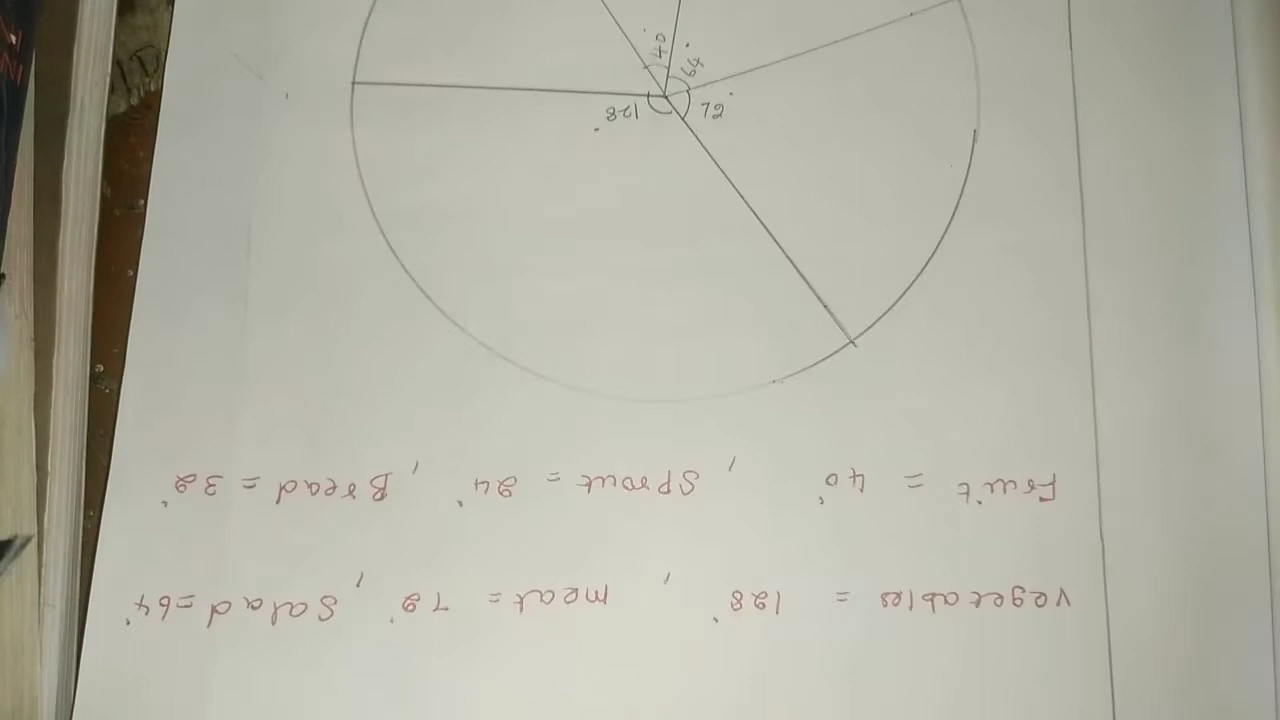 vegetables = 128°, meat = 72°, Salad = 64°
Fruit = 40°, Sprout = 24°, Bread = 32°
128°
72°
64°
40°